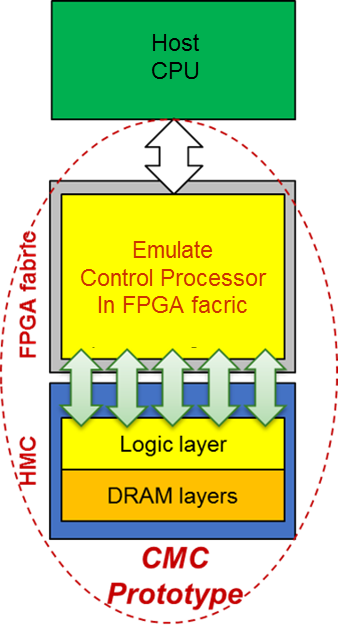 Host
CPU
FPGA fabric
Emulate
Control Processor
In FPGA facric
HMC
Logic layer
DRAM layers
CMC
Prototype